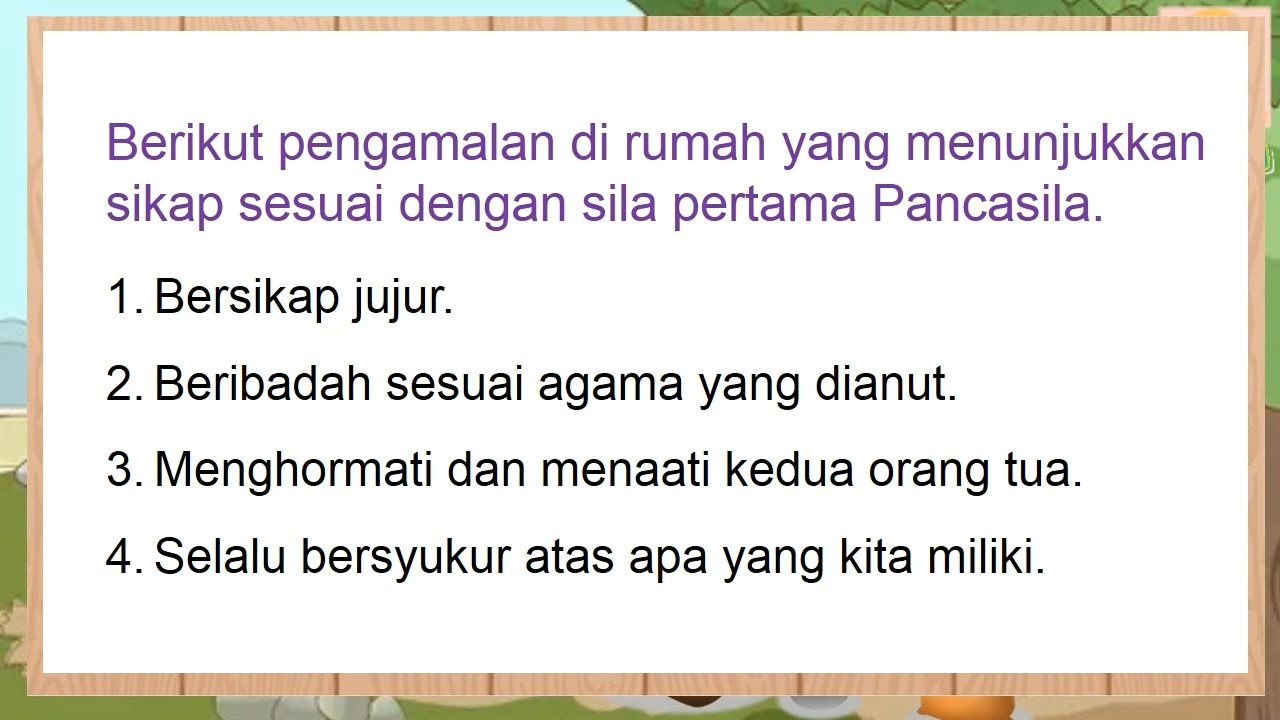 Berikut pengamalan di rumah yang menunjukkan
sikap sesuai dengan sila pertama Pancasila.
1. Bersikap jujur.
2. Beribadah sesuai agama yang dianut.
3. Menghormati dan menaati kedua orang tua.
4. Selalu bersyukur atas apa yang kita miliki.